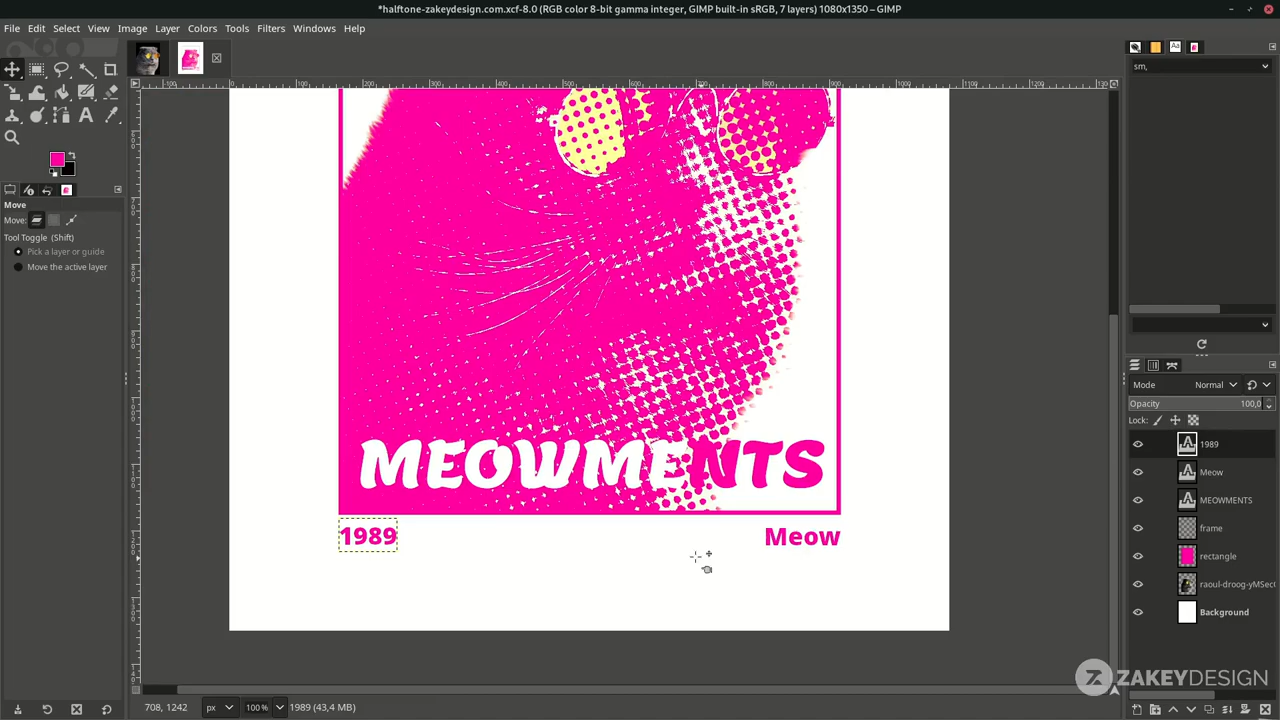 *halftone-zakeydesign.com.xcf-8.0 (RGB color 8-bit gamma integer, GIMP built-in sRGB, 7 layers) 1080x1350 – GIMP
File Edit Select View Image Layer Colors Tools Filters Windows Help
sm,
Move
Move:
Tool Toggle (Shift)
Pick a layer or guide
Move the active layer
MEOWMENTS
1989 Meow
Mode Normal
Opacity 100,0
Lock:
1989
Meow
MEOWMENTS
frame
rectangle
raoul-droog-yMSec
Background
ZAKEYDESIGN
708, 1242 px 100% 1989 (43,4 MB)